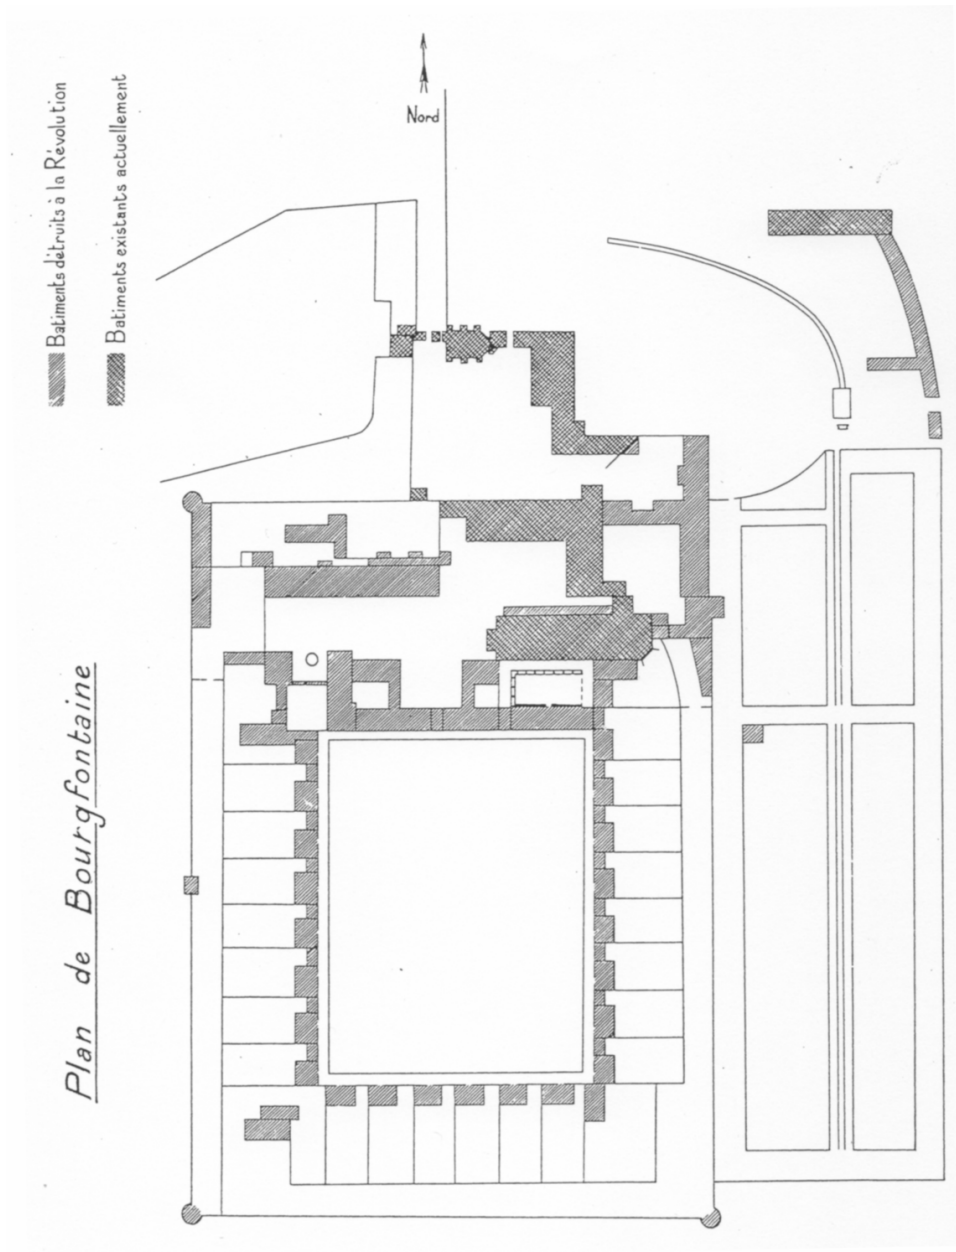 Plan de Bourgfontaine
Batiments détruits à la Révolution
Batiments existants actuellement
Nord